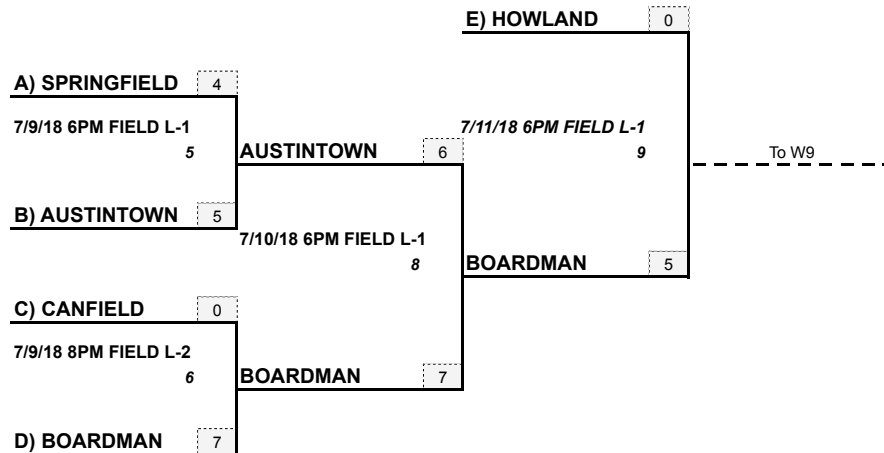 E) HOWLAND 0
A) SPRINGFIELD 4
7/9/18 6PM FIELD L-1
7/11/18 6PM FIELD L-1
5
AUSTINTOWN 6
9
To W9
B) AUSTINTOWN 5
7/10/18 6PM FIELD L-1
8
BOARDMAN 5
C) CANFIELD 0
7/9/18 8PM FIELD L-2
6
BOARDMAN 7
D) BOARDMAN 7